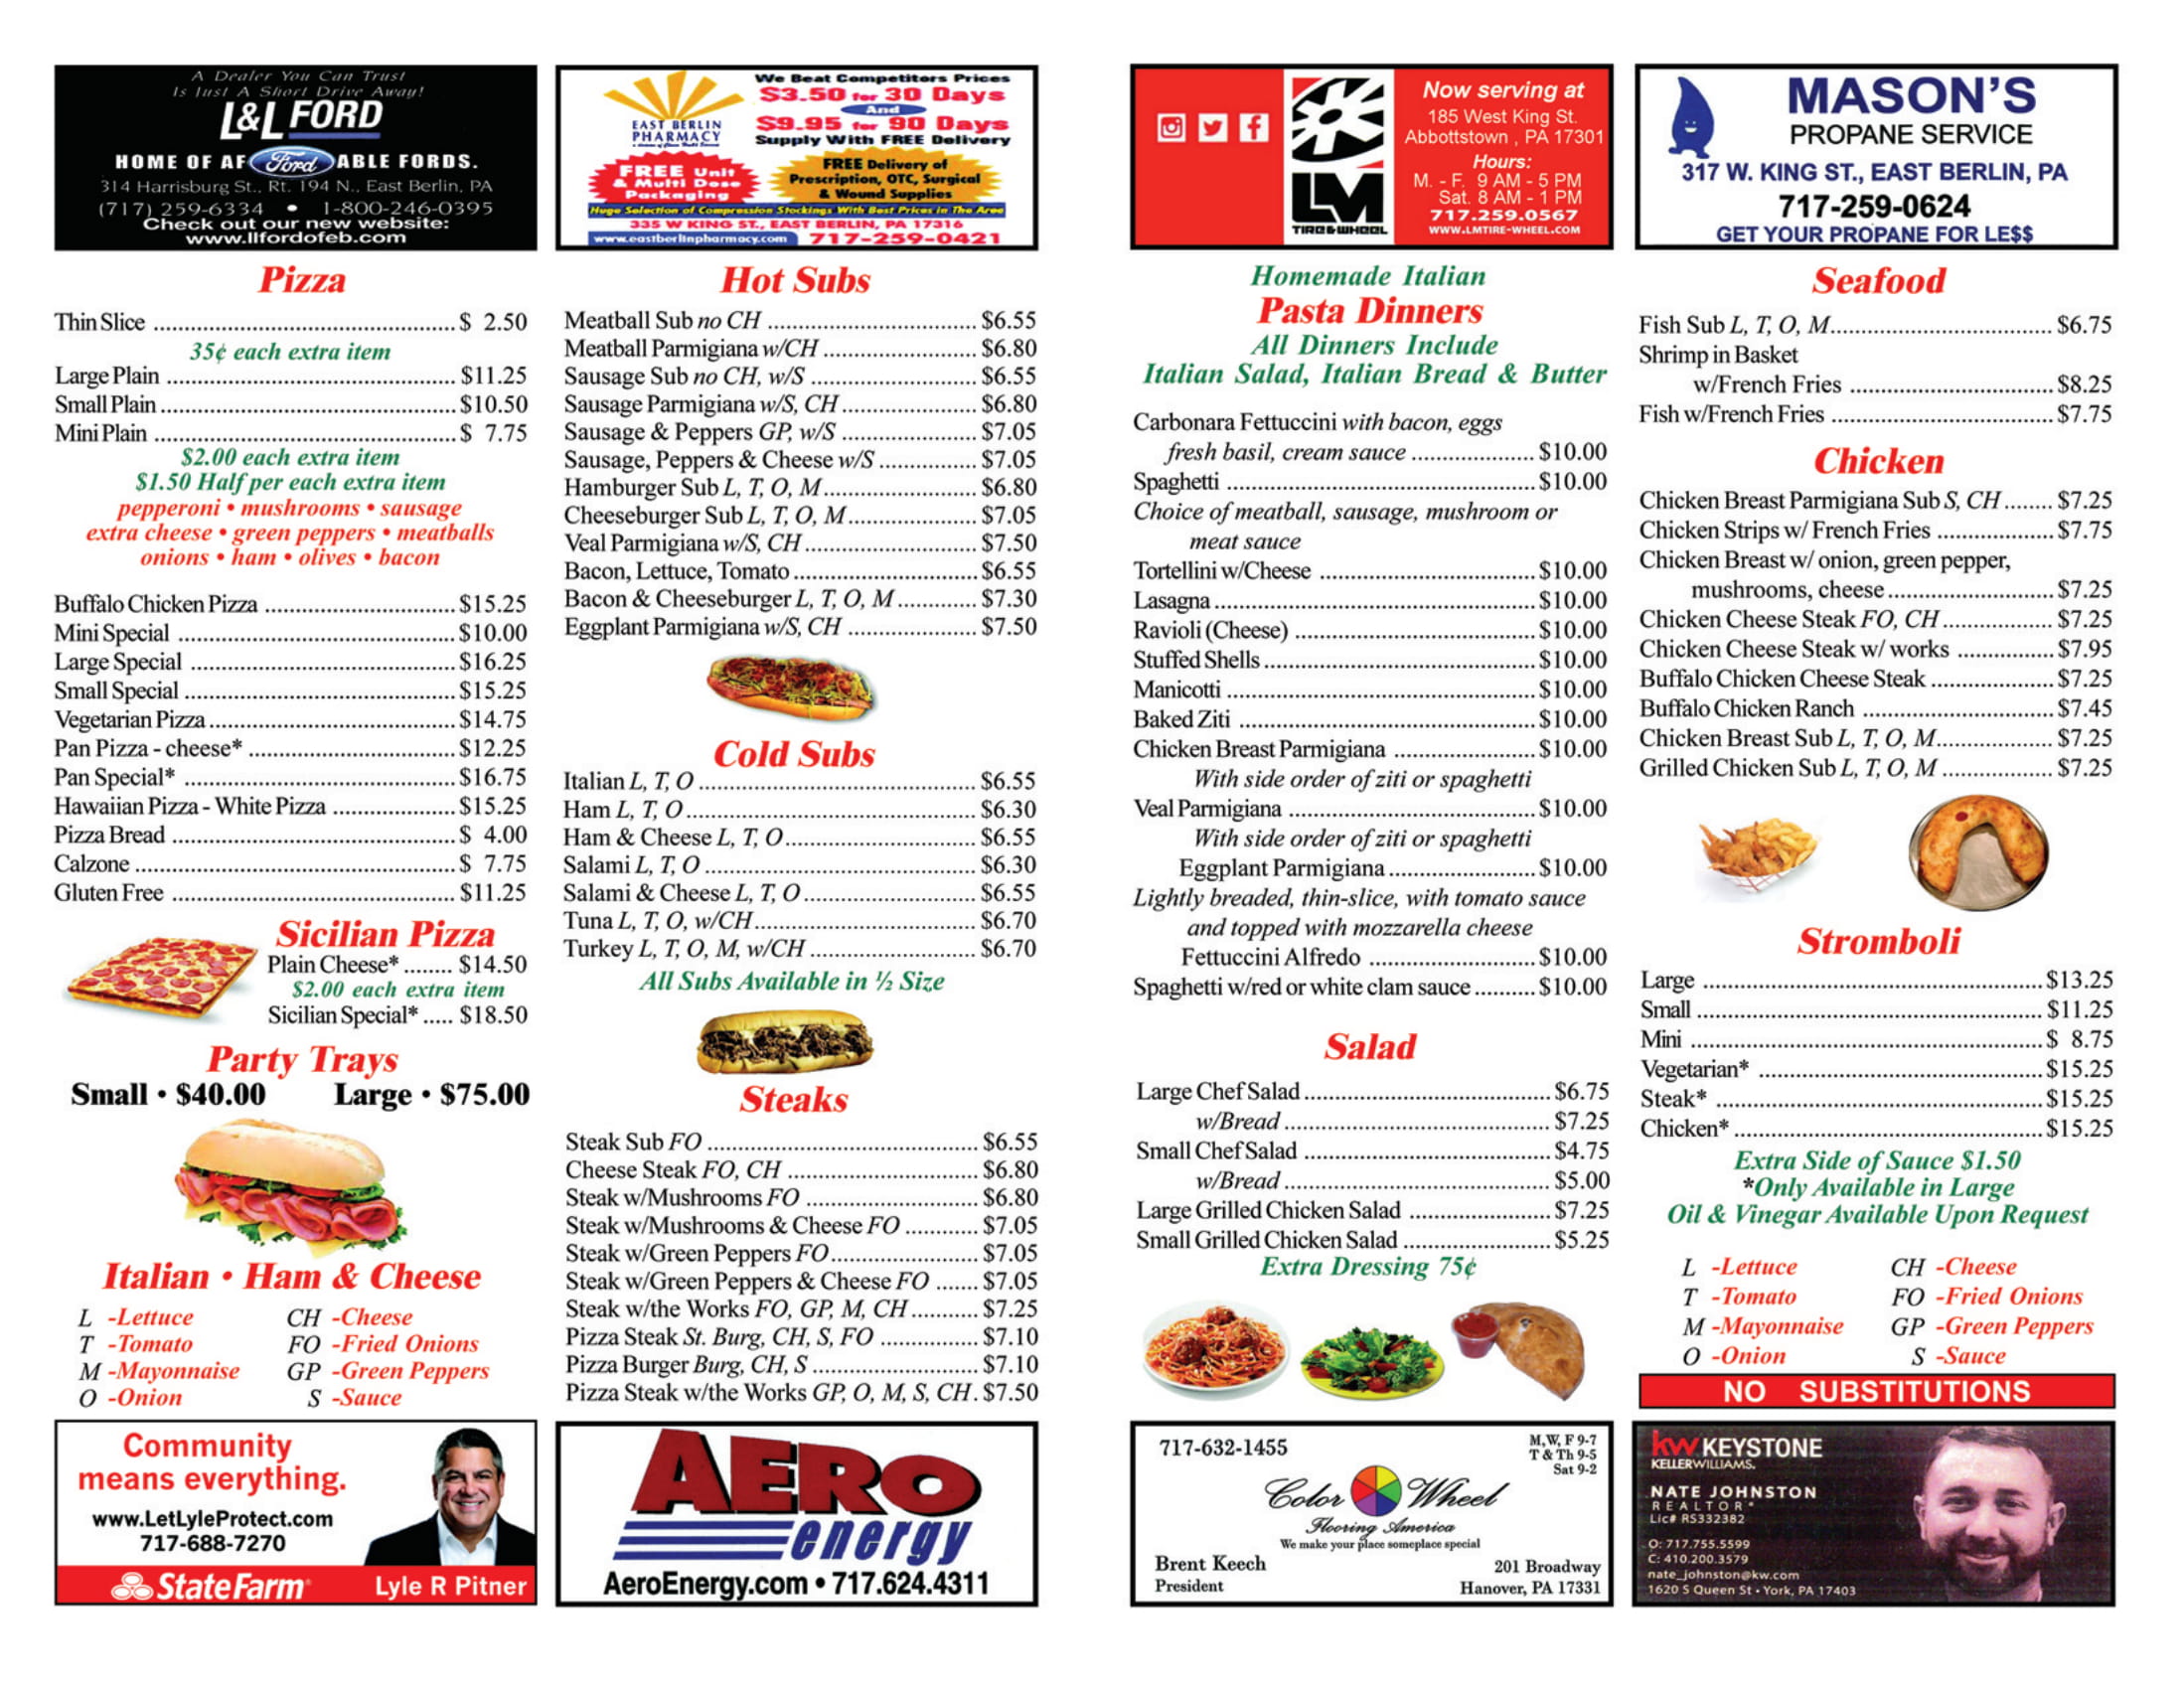 A Dealer You Can Trust
Is Just A Short Drive Away!
L&L FORD
HOME OF AF Ford ABLE FORDS.
314 Harrisburg St., Rt. 194 N., East Berlin, PA
(717) 259-6334 • 1-800-246-0395
Check out our new website:
www.llfordofeb.com
Pizza
Thin Slice $ 2.50
35¢ each extra item
Large Plain $11.25
Small Plain $10.50
Mini Plain $ 7.75
$2.00 each extra item
$1.50 Half per each extra item
pepperoni • mushrooms • sausage
extra cheese • green peppers • meatballs
onions • ham • olives • bacon
Buffalo Chicken Pizza $15.25
Mini Special $10.00
Large Special $16.25
Small Special $15.25
Vegetarian Pizza $14.75
Pan Pizza - cheese* $12.25
Pan Special* $16.75
Hawaiian Pizza - White Pizza $15.25
Pizza Bread $ 4.00
Calzone $ 7.75
Gluten Free $11.25
Sicilian Pizza
Plain Cheese* $14.50
$2.00 each extra item
Sicilian Special* $18.50
Party Trays
Small • $40.00 Large • $75.00
Italian • Ham & Cheese
L -Lettuce CH -Cheese
T -Tomato FO -Fried Onions
M -Mayonnaise GP -Green Peppers
O -Onion S -Sauce
Community
means everything.
www.LetLyleProtect.com
717-688-7270
StateFarm Lyle R Pitner
EAST BERLIN
PHARMACY
We Beat Competitors Prices
$3.50 for 30 Days
And
$9.95 for 90 Days
Supply With FREE Delivery
FREE Unit
& Multi Dose
Packaging
FREE Delivery of
Prescription, OTC, Surgical
& Wound Supplies
Huge Selection of Compression Stockings With Best Prices in The Area
335 W KING ST., EAST BERLIN, PA 17316
www.eastberlinpharmacy.com 717-259-0421
Hot Subs
Meatball Sub no CH $6.55
Meatball Parmigiana w/CH $6.80
Sausage Sub no CH, w/S $6.55
Sausage Parmigiana w/S, CH $6.80
Sausage & Peppers GP, w/S $7.05
Sausage, Peppers & Cheese w/S $7.05
Hamburger Sub L, T, O, M $6.80
Cheeseburger Sub L, T, O, M $7.05
Veal Parmigiana w/S, CH $7.50
Bacon, Lettuce, Tomato $6.55
Bacon & Cheeseburger L, T, O, M $7.30
Eggplant Parmigiana w/S, CH $7.50
Cold Subs
Italian L, T, O $6.55
Ham L, T, O $6.30
Ham & Cheese L, T, O $6.55
Salami L, T, O $6.30
Salami & Cheese L, T, O $6.55
Tuna L, T, O, w/CH $6.70
Turkey L, T, O, M, w/CH $6.70
All Subs Available in ½ Size
Steaks
Steak Sub FO $6.55
Cheese Steak FO, CH $6.80
Steak w/Mushrooms FO $6.80
Steak w/Mushrooms & Cheese FO $7.05
Steak w/Green Peppers FO $7.05
Steak w/Green Peppers & Cheese FO $7.05
Steak w/the Works FO, GP, M, CH $7.25
Pizza Steak St. Burg, CH, S, FO $7.10
Pizza Burger Burg, CH, S $7.10
Pizza Steak w/the Works GP, O, M, S, CH. $7.50
AERO
energy
AeroEnergy.com • 717.624.4311
LM
TIRE & WHEEL
Now serving at
185 West King St.
Abbottstown , PA 17301
Hours:
M. - F. 9 AM - 5 PM
Sat. 8 AM - 1 PM
717.259.0567
WWW.LMTIRE-WHEEL.COM
Homemade Italian
Pasta Dinners
All Dinners Include
Italian Salad, Italian Bread & Butter
Carbonara Fettuccini with bacon, eggs
fresh basil, cream sauce $10.00
Spaghetti $10.00
Choice of meatball, sausage, mushroom or
meat sauce
Tortellini w/Cheese $10.00
Lasagna $10.00
Ravioli (Cheese) $10.00
Stuffed Shells $10.00
Manicotti $10.00
Baked Ziti $10.00
Chicken Breast Parmigiana $10.00
With side order of ziti or spaghetti
Veal Parmigiana $10.00
With side order of ziti or spaghetti
Eggplant Parmigiana $10.00
Lightly breaded, thin-slice, with tomato sauce
and topped with mozzarella cheese
Fettuccini Alfredo $10.00
Spaghetti w/red or white clam sauce $10.00
Salad
Large Chef Salad $6.75
w/Bread $7.25
Small Chef Salad $4.75
w/Bread $5.00
Large Grilled Chicken Salad $7.25
Small Grilled Chicken Salad $5.25
Extra Dressing 75¢
717-632-1455
M,W, F 9-7
T & Th 9-5
Sat 9-2
Color Wheel
Flooring America
We make your place someplace special
Brent Keech
President
201 Broadway
Hanover, PA 17331
MASON'S
PROPANE SERVICE
317 W. KING ST., EAST BERLIN, PA
717-259-0624
GET YOUR PROPANE FOR LE$$
Seafood
Fish Sub L, T, O, M $6.75
Shrimp in Basket
w/French Fries $8.25
Fish w/French Fries $7.75
Chicken
Chicken Breast Parmigiana Sub S, CH $7.25
Chicken Strips w/ French Fries $7.75
Chicken Breast w/ onion, green pepper,
mushrooms, cheese $7.25
Chicken Cheese Steak FO, CH $7.25
Chicken Cheese Steak w/ works $7.95
Buffalo Chicken Cheese Steak $7.25
Buffalo Chicken Ranch $7.45
Chicken Breast Sub L, T, O, M $7.25
Grilled Chicken Sub L, T, O, M $7.25
Stromboli
Large $13.25
Small $11.25
Mini $ 8.75
Vegetarian* $15.25
Steak* $15.25
Chicken* $15.25
Extra Side of Sauce $1.50
*Only Available in Large
Oil & Vinegar Available Upon Request
L -Lettuce CH -Cheese
T -Tomato FO -Fried Onions
M -Mayonnaise GP -Green Peppers
O -Onion S -Sauce
NO SUBSTITUTIONS
kw KEYSTONE
KELLERWILLIAMS.
NATE JOHNSTON
REALTOR®
Lic# RS332382
O: 717.755.5599
C: 410.200.3579
nate_johnston@kw.com
1620 S Queen St • York, PA 17403